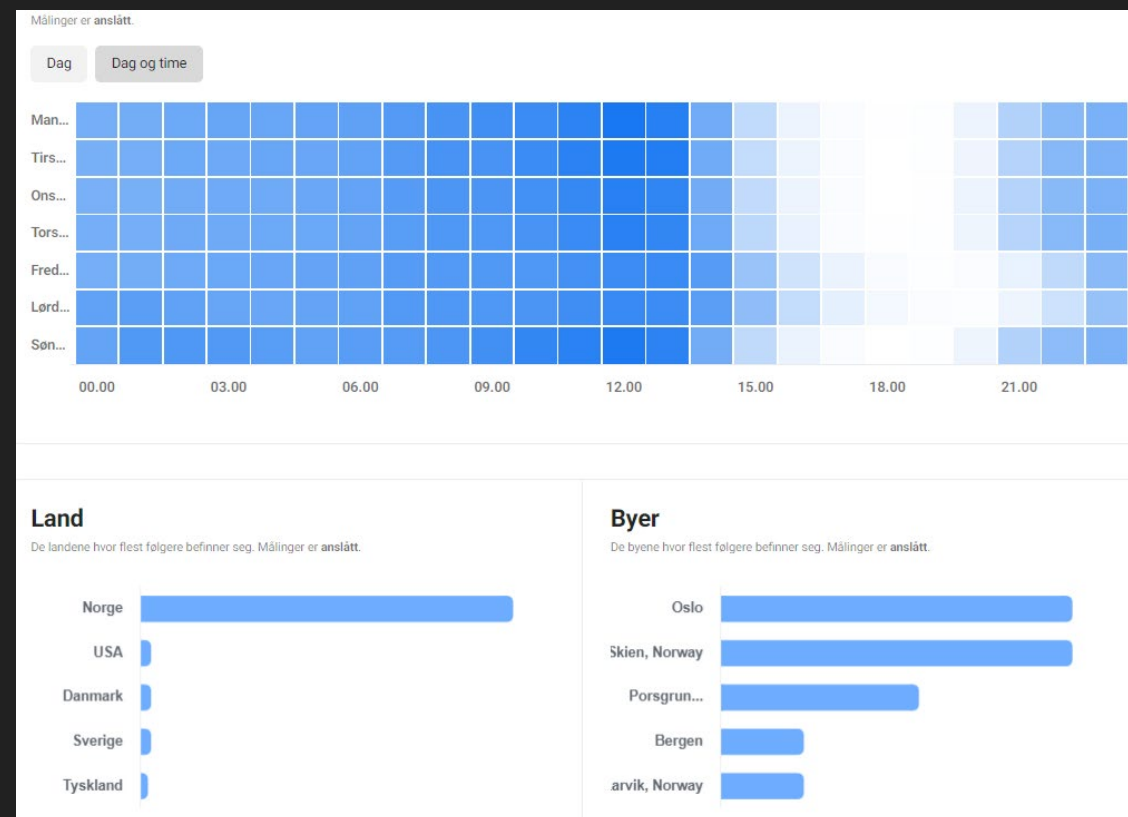 Målinger er anslått.
Dag Dag og time
Man...
Tirs...
Ons...
Tors...
Fred...
Lørd...
Søn...
00.00 03.00 06.00 09.00 12.00 15.00 18.00 21.00
Land
De landene hvor flest følgere befinner seg. Målinger er anslått.
Norge
USA
Danmark
Sverige
Tyskland
Byer
De byene hvor flest følgere befinner seg. Målinger er anslått.
Oslo
Skien, Norway
Porsgrun...
Bergen
arvik, Norway